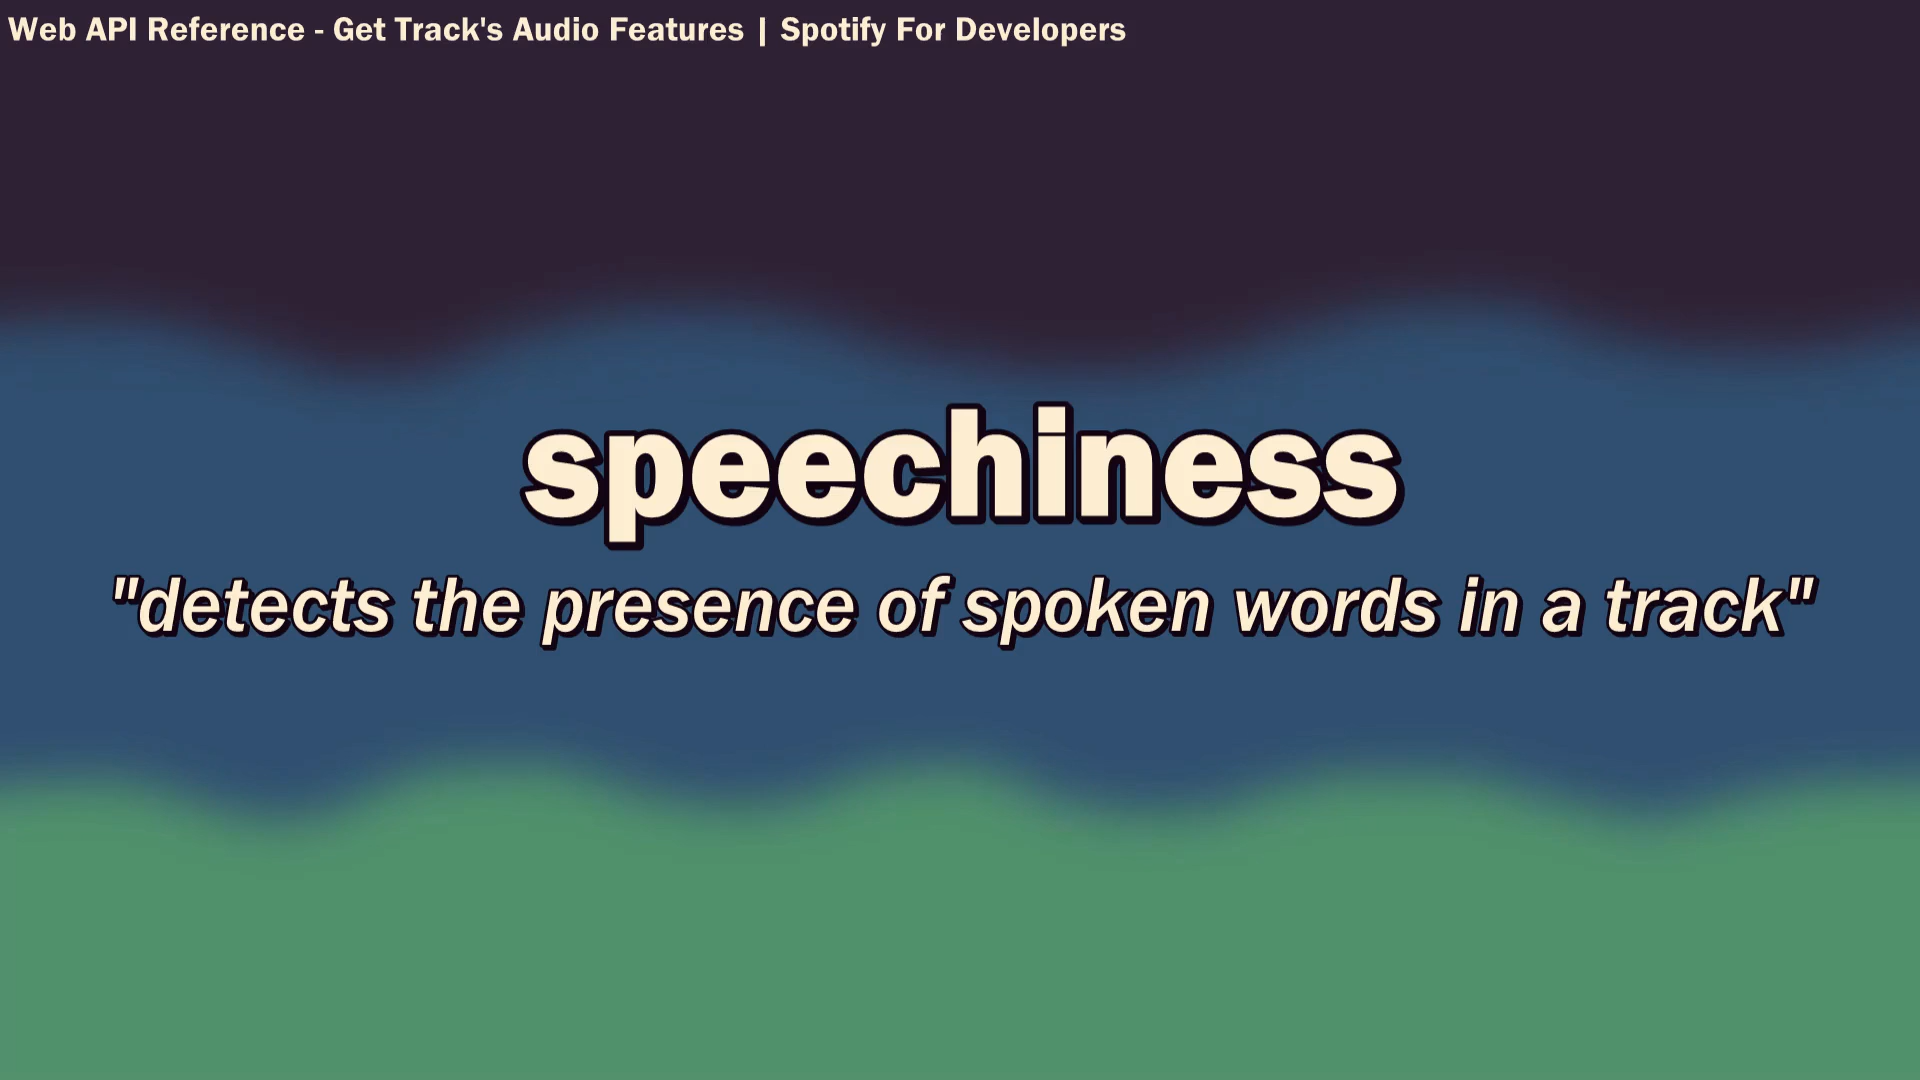 Web API Reference - Get Track's Audio Features | Spotify For Developers
speechiness
"detects the presence of spoken words in a track"